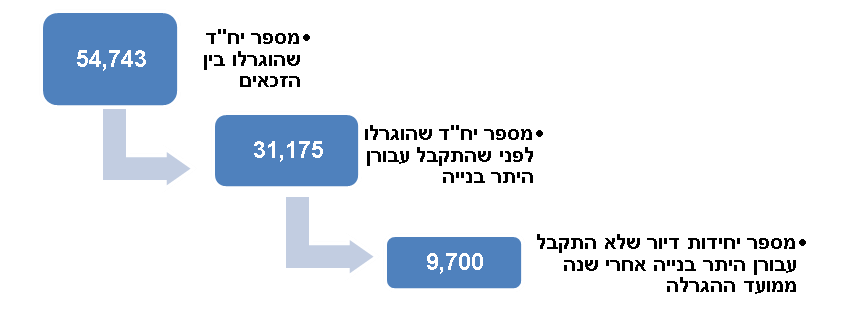 54,743
•מספר יח"ד
שהוגרלו בין
הזכאים
31,175
•מספר יח"ד שהוגרלו
לפני שהתקבל עבורן
היתר בנייה
9,700
•מספר יחידות דיור שלא התקבל
עבורן היתר בנייה אחרי שנה
ממועד ההגרלה